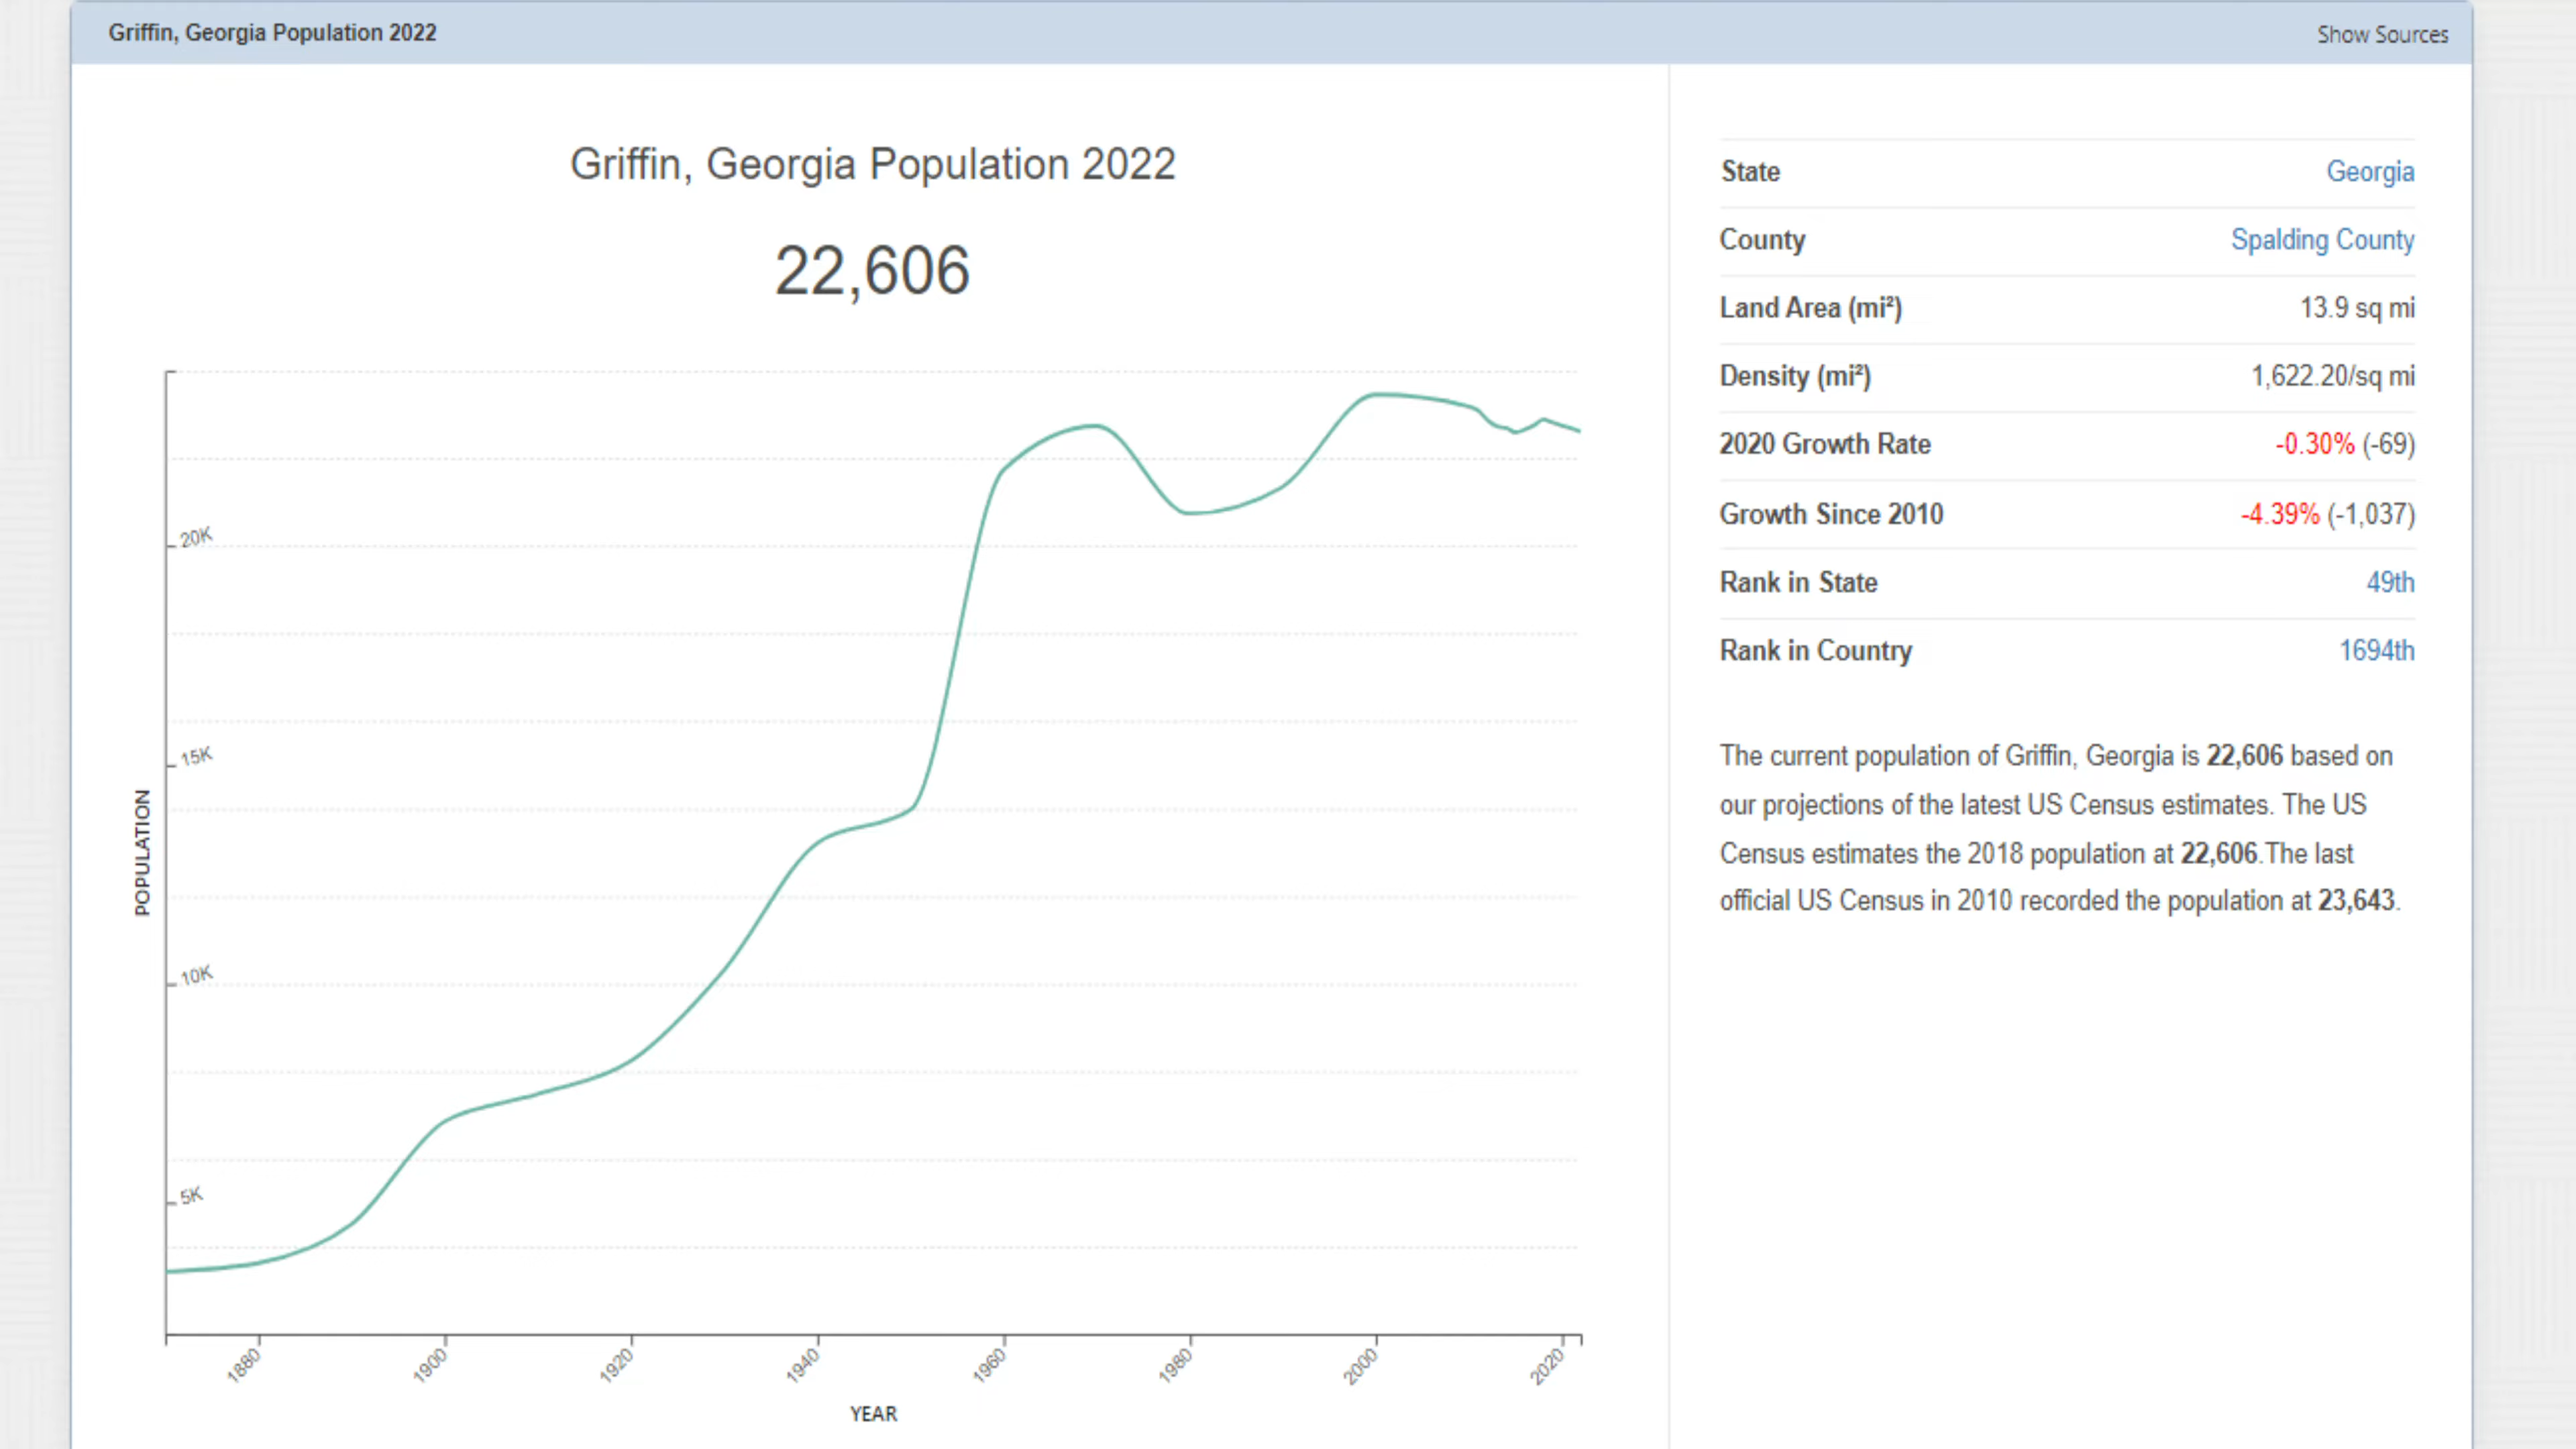 Griffin, Georgia Population 2022
Show Sources
Griffin, Georgia Population 2022
22,606
20K
15K
10K
5K
POPULATION
1880
1900
1920
1940
1960
1980
2000
2020
YEAR
State Georgia
County Spalding County
Land Area (mi²) 13.9 sq mi
Density (mi²) 1,622.20/sq mi
2020 Growth Rate -0.30% (-69)
Growth Since 2010 -4.39% (-1,037)
Rank in State 49th
Rank in Country 1694th
The current population of Griffin, Georgia is 22,606 based on
our projections of the latest US Census estimates. The US
Census estimates the 2018 population at 22,606.The last
official US Census in 2010 recorded the population at 23,643.